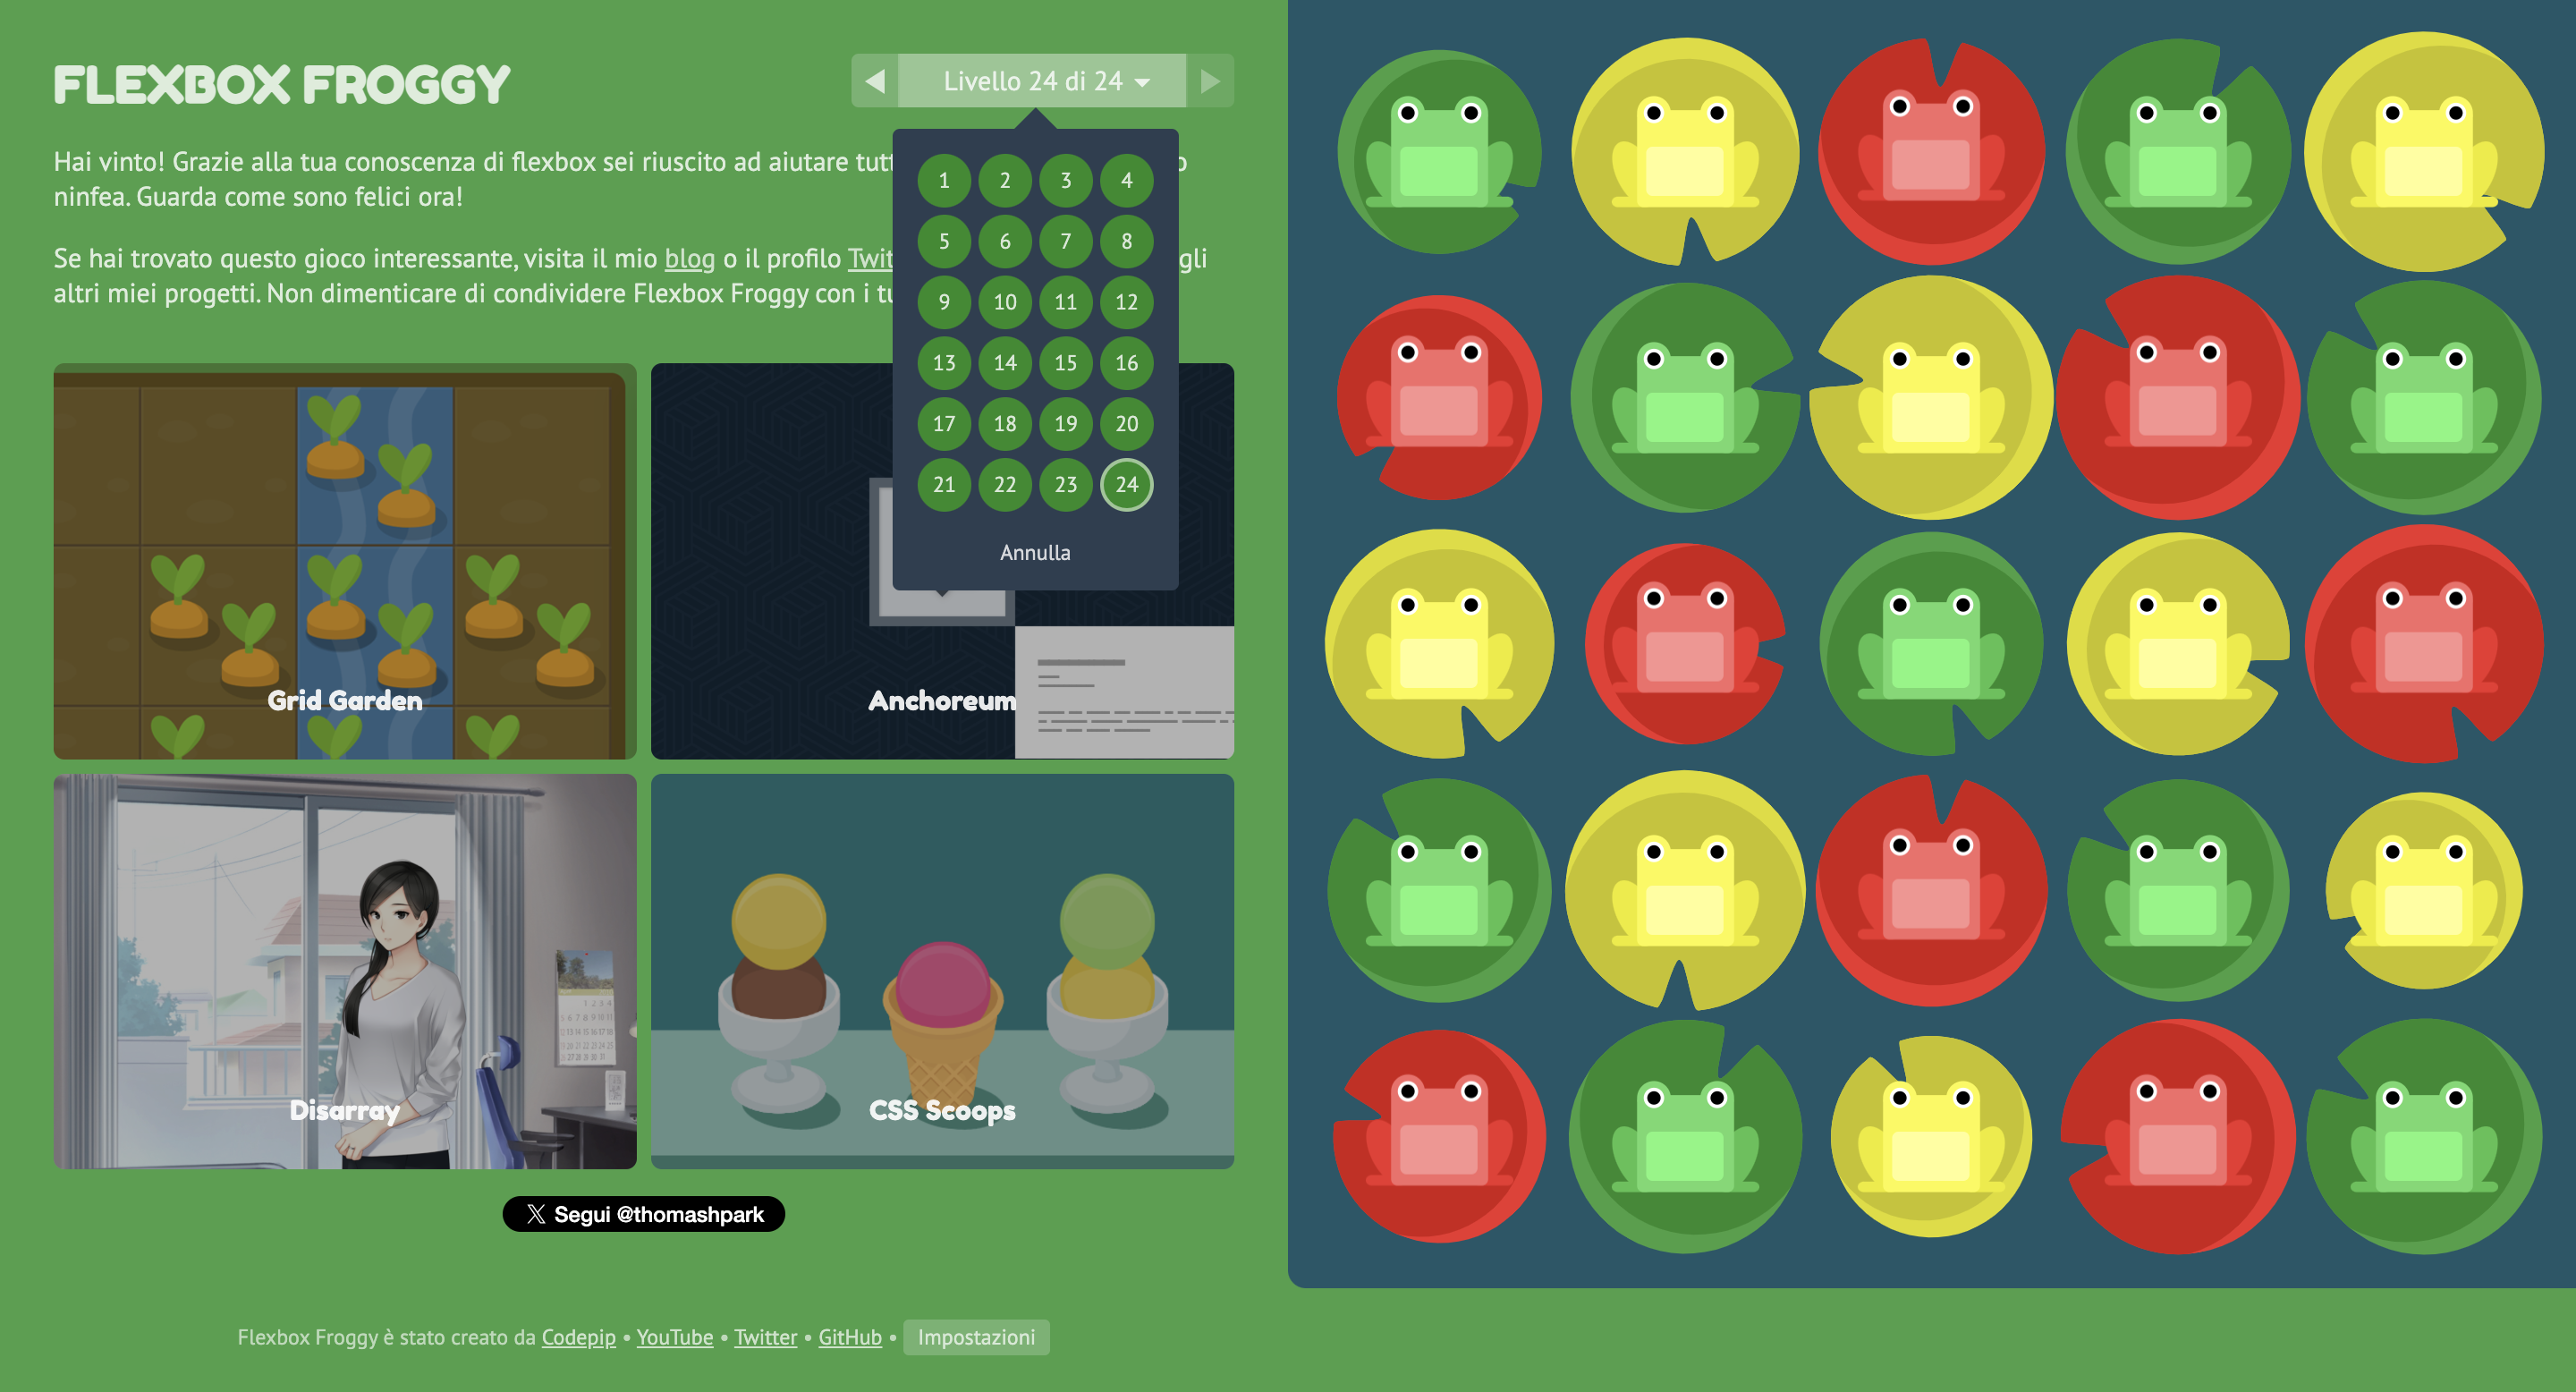 FLEXBOX FROGGY
Livello 24 di 24
Hai vinto! Grazie alla tua conoscenza di flexbox sei riuscito ad aiutare tutt
ninfea. Guarda come sono felici ora!
Se hai trovato questo gioco interessante, visita il mio blog o il profilo Twit gli
altri miei progetti. Non dimenticare di condividere Flexbox Froggy con i tu
1 2 3 4
5 6 7 8
9 10 11 12
13 14 15 16
17 18 19 20
21 22 23 24
Annulla
Grid Garden
Anchoreum
Disarray
CSS Scoops
Segui @thomashpark
Flexbox Froggy è stato creato da Codepip • YouTube • Twitter • GitHub • Impostazioni